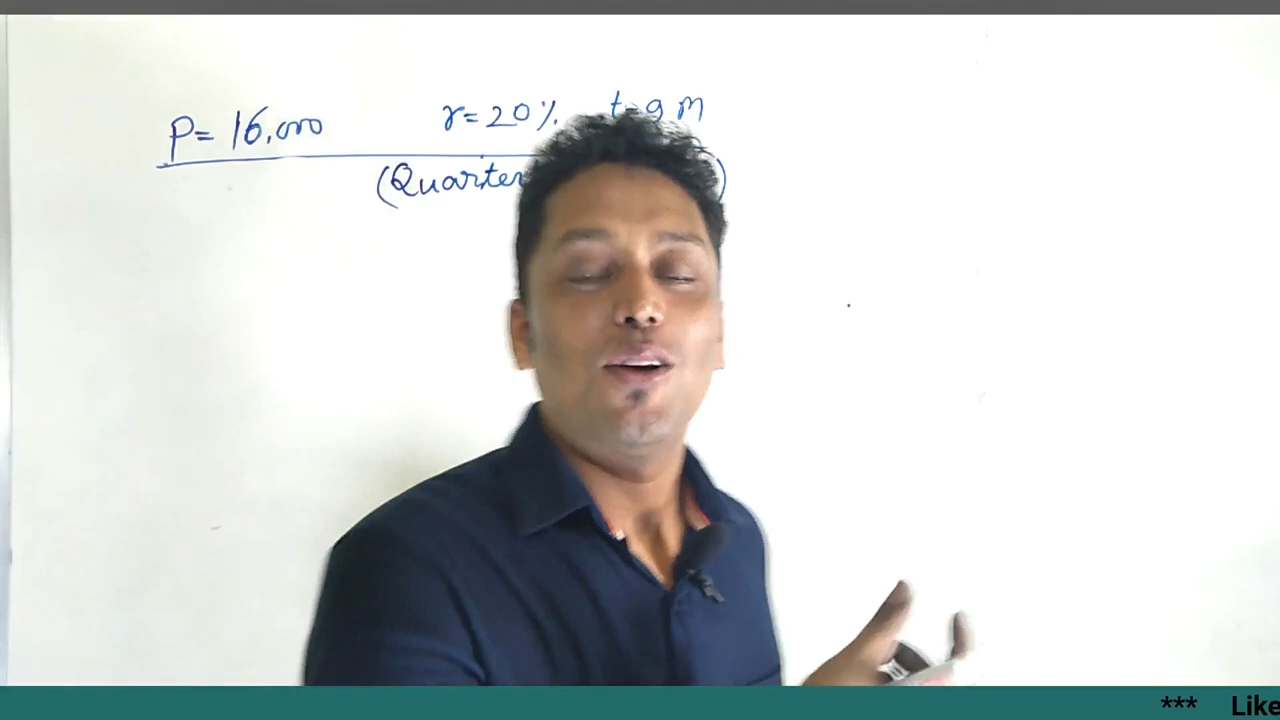 P= 16,000 r= 20% t= 9 m
(Quarter )
*** Like